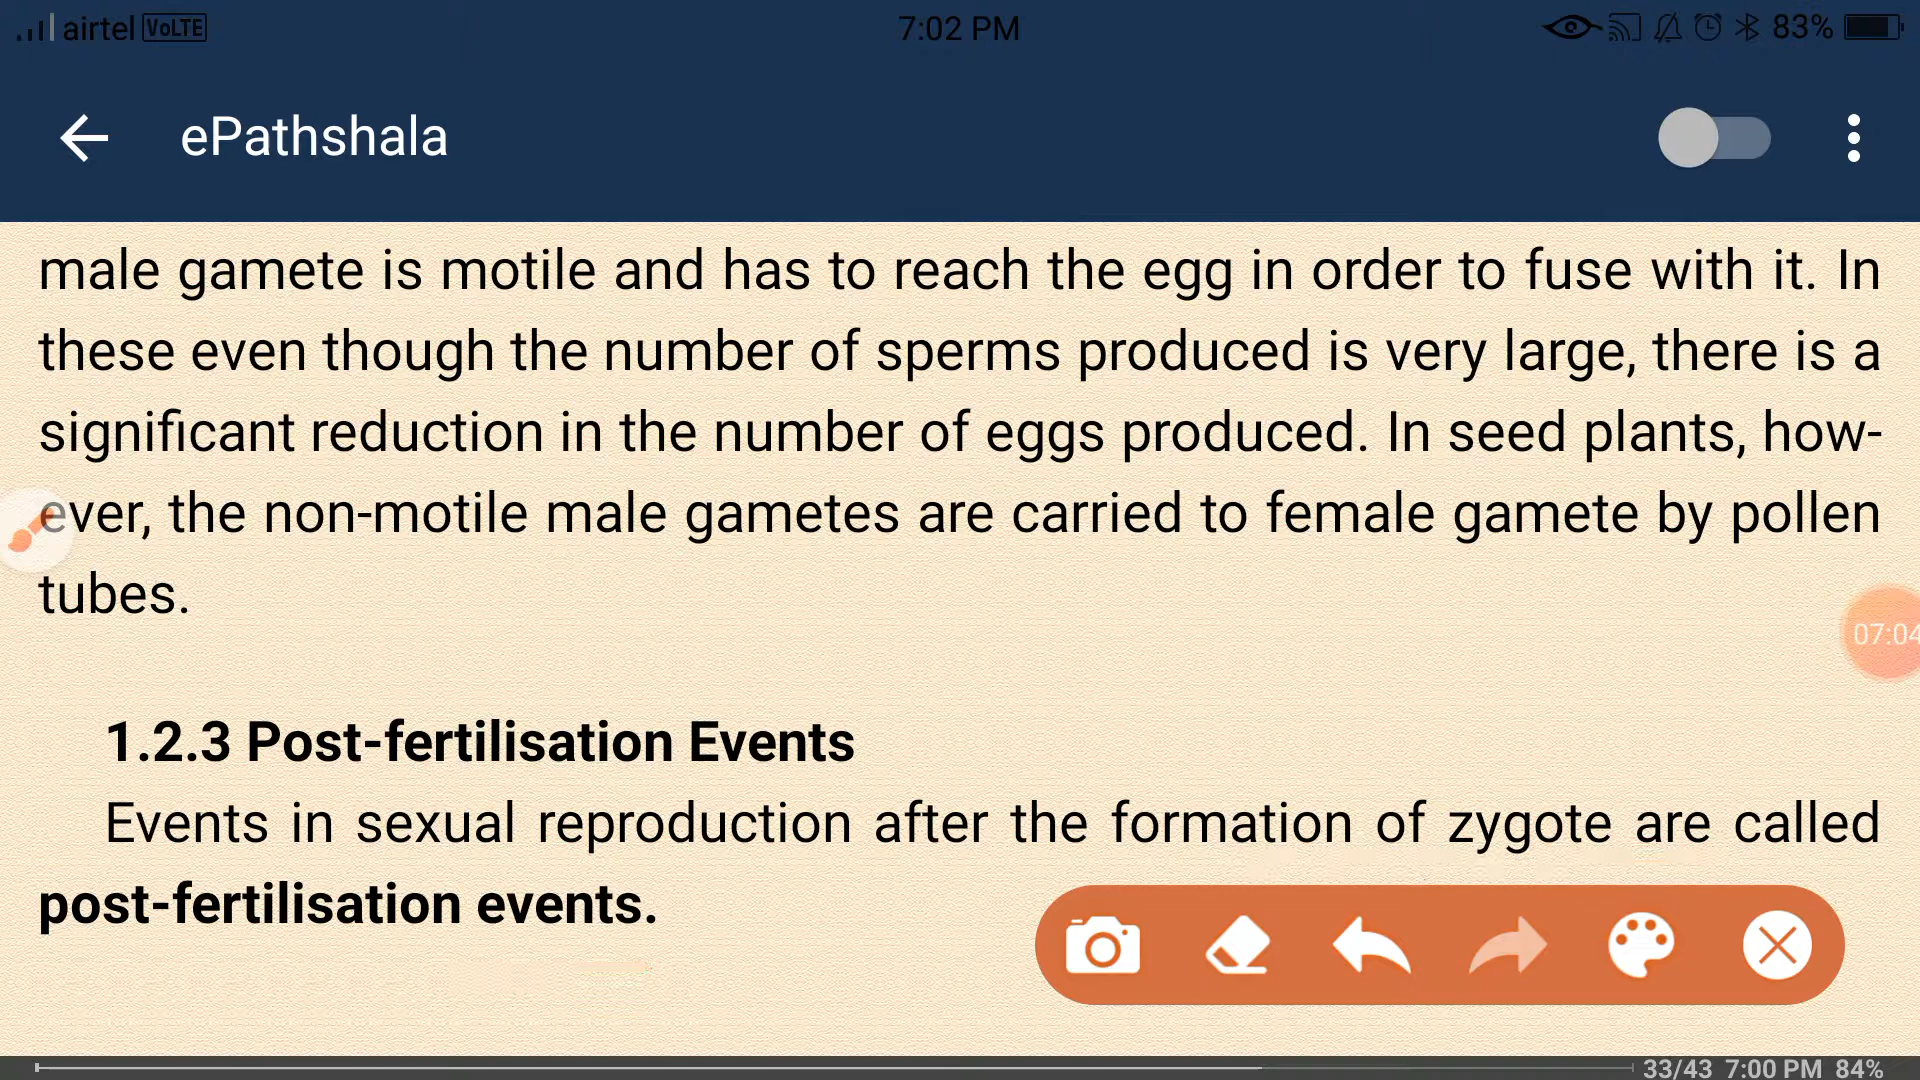 airtel VoLTE 7:02 PM 83%
ePathshala
male gamete is motile and has to reach the egg in order to fuse with it. In
these even though the number of sperms produced is very large, there is a
significant reduction in the number of eggs produced. In seed plants, how-
ever, the non-motile male gametes are carried to female gamete by pollen
tubes.
07:04
1.2.3 Post-fertilisation Events
Events in sexual reproduction after the formation of zygote are called
post-fertilisation events.
33/43 7:00 PM 84%